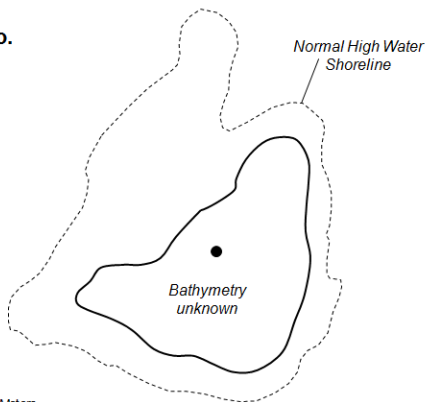 b.
Normal High Water
Shoreline
Bathymetry
unknown